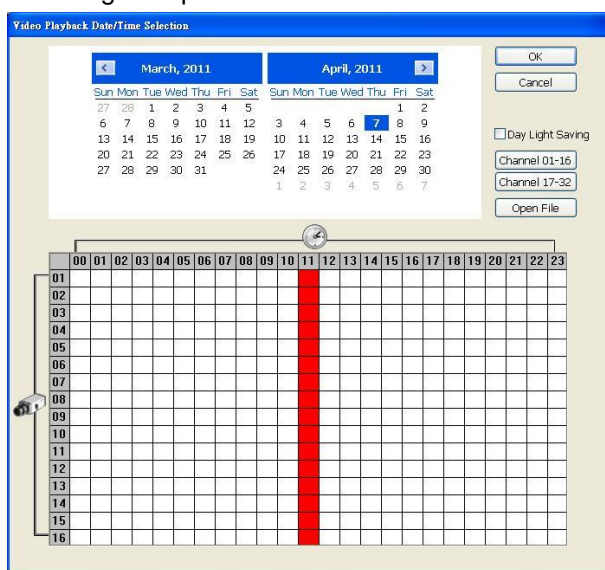 Video Playback Date/Time Selection
March, 2011
Sun Mon Tue Wed Thu Fri Sat
27 28 1 2 3 4 5
6 7 8 9 10 11 12
13 14 15 16 17 18 19
20 21 22 23 24 25 26
27 28 29 30 31
April, 2011
Sun Mon Tue Wed Thu Fri Sat
1 2
3 4 5 6 7 8 9
10 11 12 13 14 15 16
17 18 19 20 21 22 23
24 25 26 27 28 29 30
1 2 3 4 5 6 7
OK
Cancel
Day Light Saving
Channel 01-16
Channel 17-32
Open File
00 01 02 03 04 05 06 07 08 09 10 11 12 13 14 15 16 17 18 19 20 21 22 23
01
02
03
04
05
06
07
08
09
10
11
12
13
14
15
16